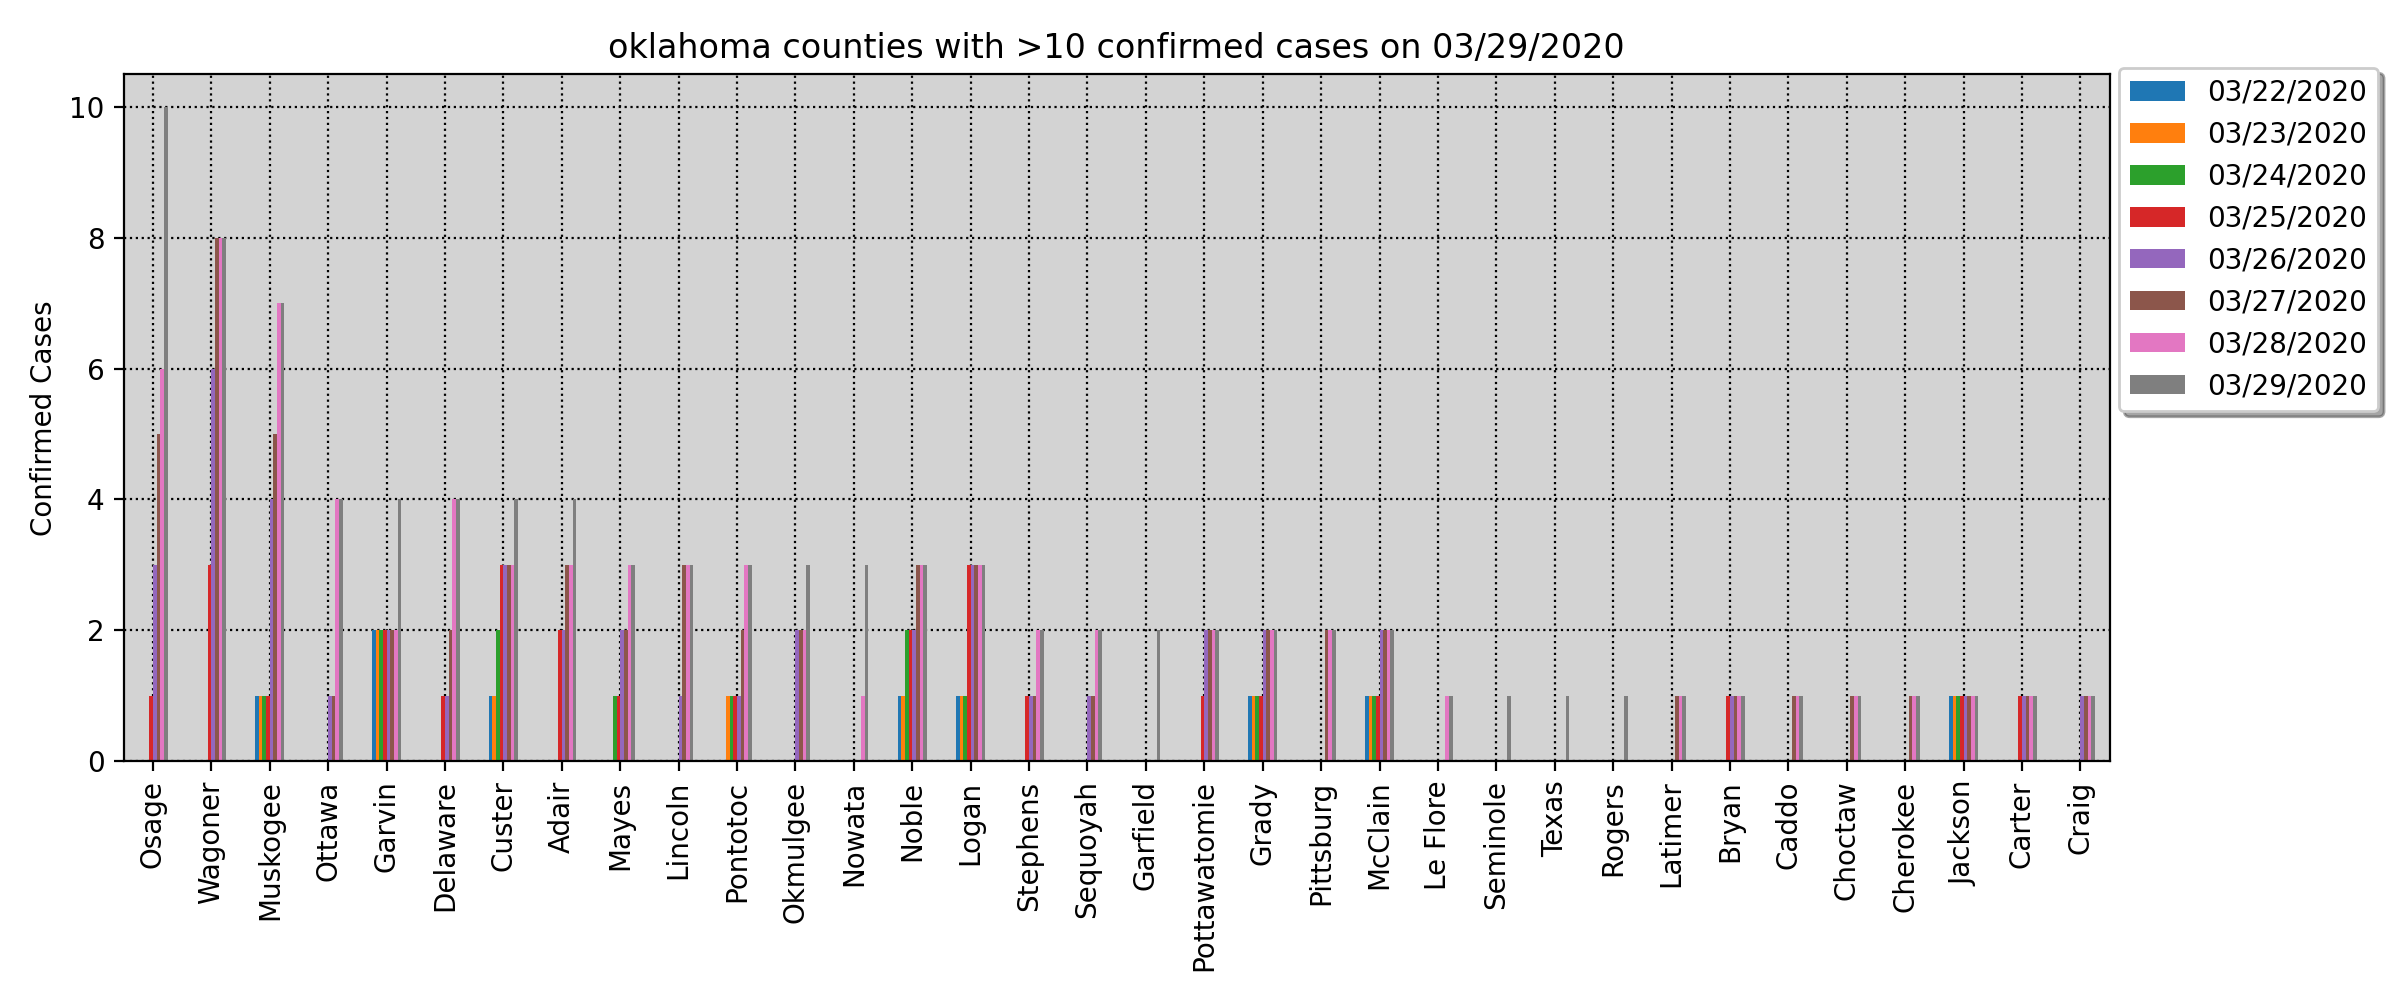 oklahoma counties with >10 confirmed cases on 03/29/2020
Confirmed Cases
10
8
6
4
2
0
03/22/2020
03/23/2020
03/24/2020
03/25/2020
03/26/2020
03/27/2020
03/28/2020
03/29/2020
Osage
Wagoner
Muskogee
Ottawa
Garvin
Delaware
Custer
Adair
Mayes
Lincoln
Pontotoc
Okmulgee
Nowata
Noble
Logan
Stephens
Sequoyah
Garfield
Pottawatomie
Grady
Pittsburg
McClain
Le Flore
Seminole
Texas
Rogers
Latimer
Bryan
Caddo
Choctaw
Cherokee
Jackson
Carter
Craig